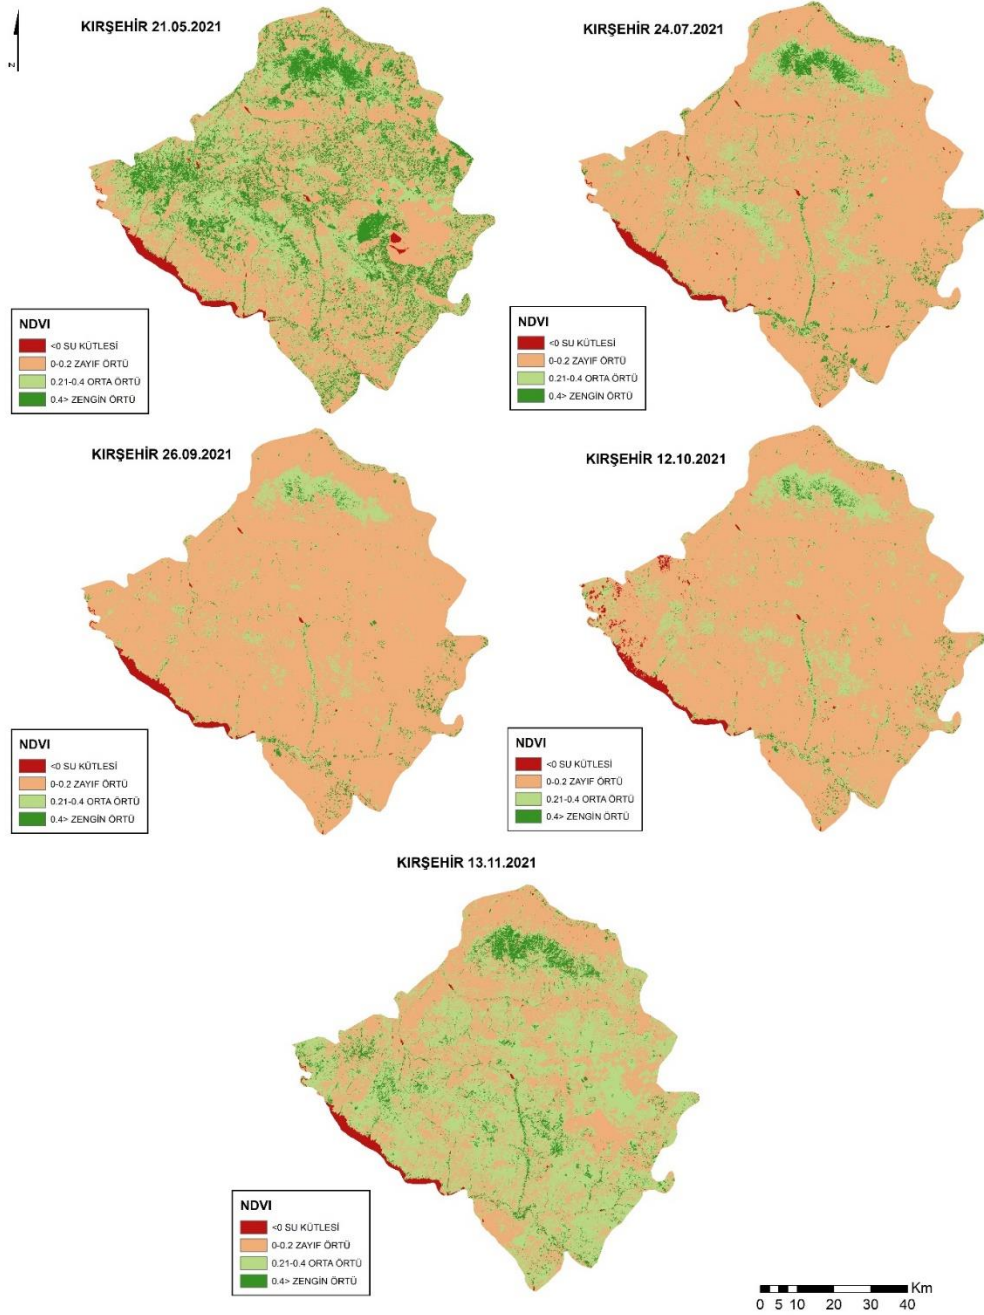 KIRŞEHİR 21.05.2021
KIRŞEHİR 24.07.2021
N
NDVI
<0 SU KÜTLESİ
0-0.2 ZAYIF ÖRTÜ
0.21-0.4 ORTA ÖRTÜ
0.4> ZENGİN ÖRTÜ
NDVI
<0 SU KÜTLESİ
0-0.2 ZAYIF ÖRTÜ
0.21-0.4 ORTA ÖRTÜ
0.4> ZENGİN ÖRTÜ
KIRŞEHİR 26.09.2021
KIRŞEHİR 12.10.2021
NDVI
<0 SU KÜTLESİ
0-0.2 ZAYIF ÖRTÜ
0.21-0.4 ORTA ÖRTÜ
0.4> ZENGİN ÖRTÜ
NDVI
<0 SU KÜTLESİ
0-0.2 ZAYIF ÖRTÜ
0.21-0.4 ORTA ÖRTÜ
0.4> ZENGİN ÖRTÜ
KIRŞEHİR 13.11.2021
NDVI
<0 SU KÜTLESİ
0-0.2 ZAYIF ÖRTÜ
0.21-0.4 ORTA ÖRTÜ
0.4> ZENGİN ÖRTÜ
Km
0 5 10 20 30 40